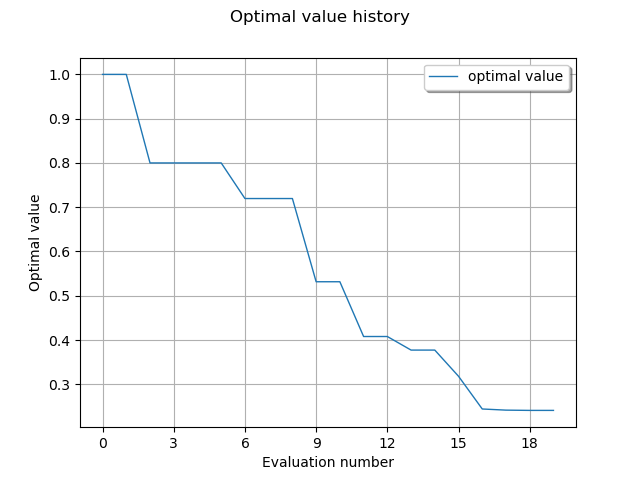 Optimal value history
optimal value
1.0
0.9
0.8
0.7
0.6
0.5
0.4
0.3
Optimal value
0 3 6 9 12 15 18
Evaluation number